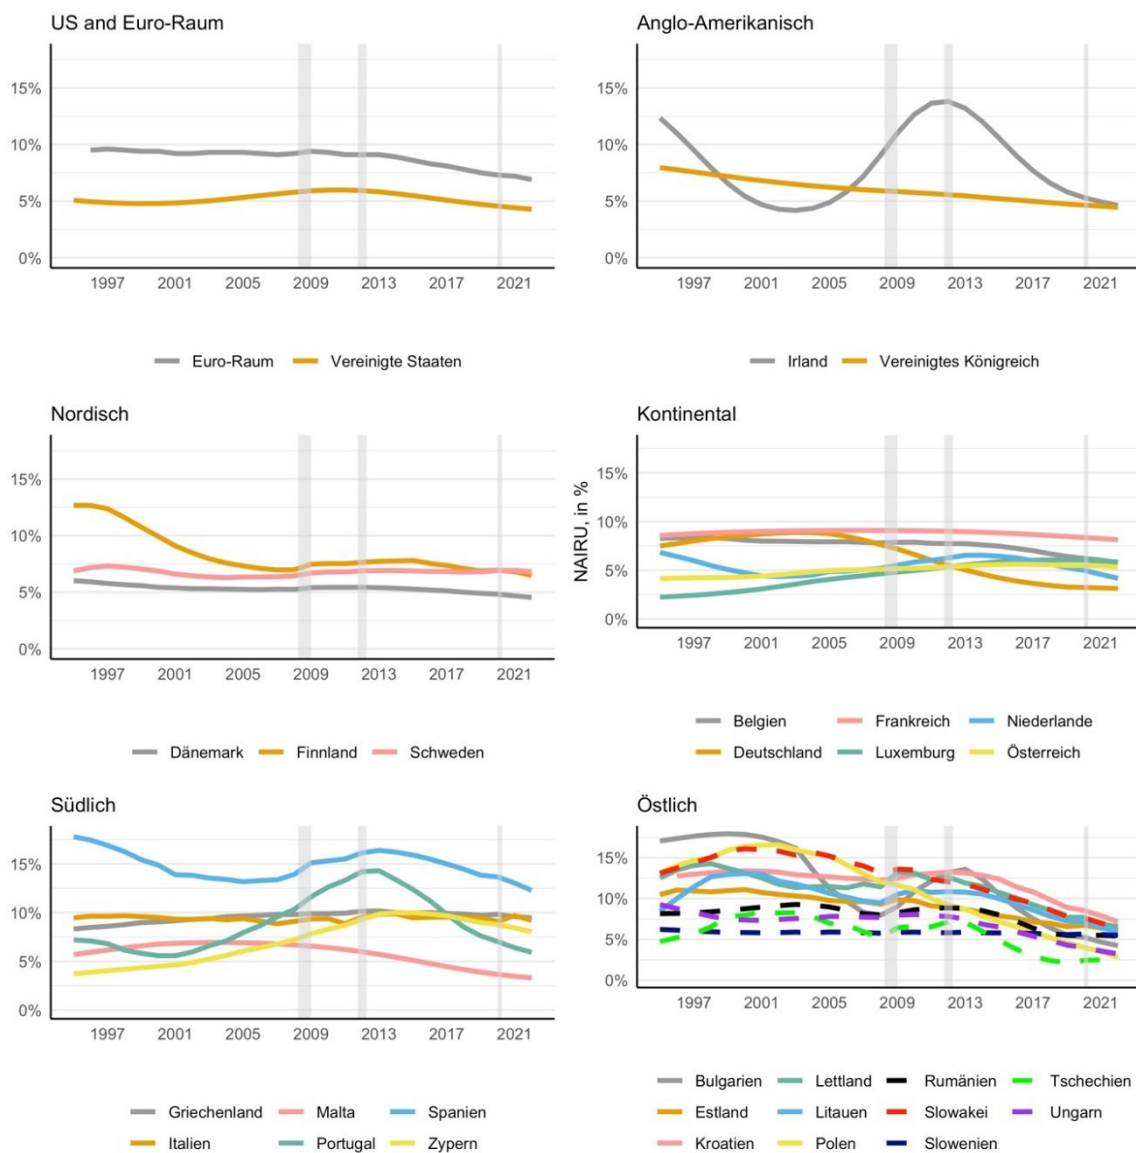 US and Euro-Raum
15%
10%
5%
0%
1997 2001 2005 2009 2013 2017 2021
Euro-Raum Vereinigte Staaten
Anglo-Amerikanisch
15%
10%
5%
0%
1997 2001 2005 2009 2013 2017 2021
Irland Vereinigtes Königreich
Nordisch
15%
10%
5%
0%
1997 2001 2005 2009 2013 2017 2021
Dänemark Finnland Schweden
Kontinental
NAIRU, in %
15%
10%
5%
0%
1997 2001 2005 2009 2013 2017 2021
Belgien Frankreich Niederlande
Deutschland Luxemburg Österreich
Südlich
15%
10%
5%
0%
1997 2001 2005 2009 2013 2017 2021
Griechenland Malta Spanien
Italien Portugal Zypern
Östlich
15%
10%
5%
0%
1997 2001 2005 2009 2013 2017 2021
Bulgarien Lettland Rumänien Tschechien
Estland Litauen Slowakei Ungarn
Kroatien Polen Slowenien